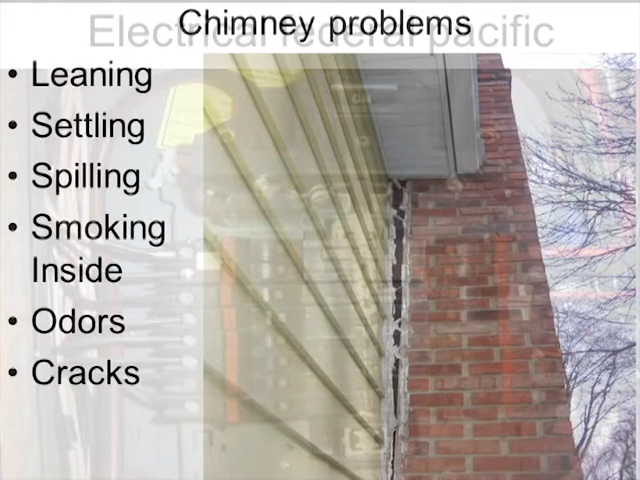 Chimney problems
Electrical federal pacific
• Leaning
• Settling
• Spilling
• Smoking
Inside
• Odors
• Cracks